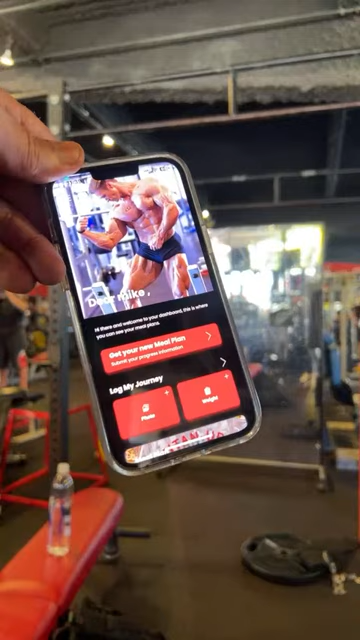 Dear mike ,
Hi there and welcome to your dashboard, this is where
you can see your meal plans.
Get your new Meal Plan
Submit your progress information
Log My Journey
Photo
Weight